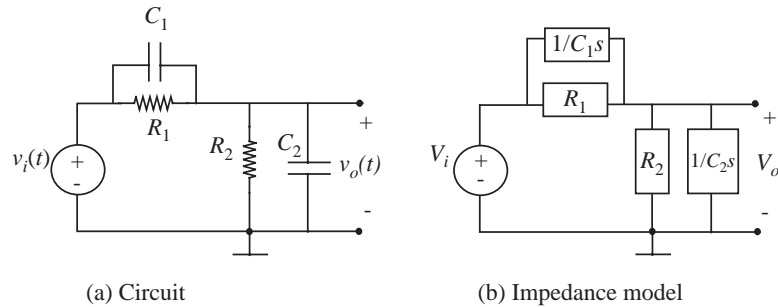 C1
R1
R2
C2
vi(t)
+
-
+
vo(t)
-
(a) Circuit
1/C1s
R1
R2
1/C2s
Vi
+
-
+
Vo
-
(b) Impedance model